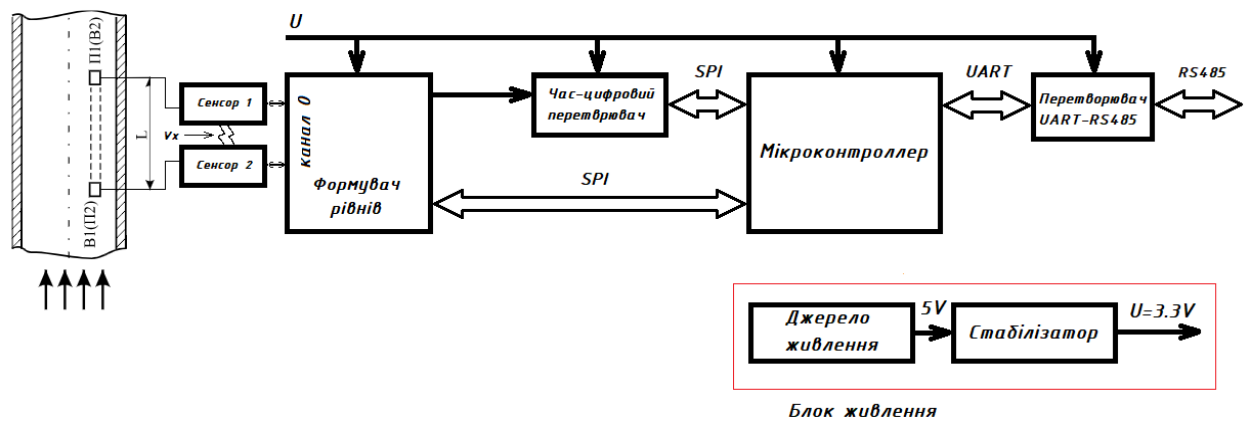 П1(В2)
L
В1(П2)
Сенсор 1
Vx
Сенсор 2
U
канал 0
Формувач
рівнів
Час-цифровий
перетврювач
SPI
SPI
Мікроконтроллер
UART
Перетворювач
UART-RS485
RS485
Джерело
живлення
5V
Стабілізатор
U=3.3V
Блок живлення